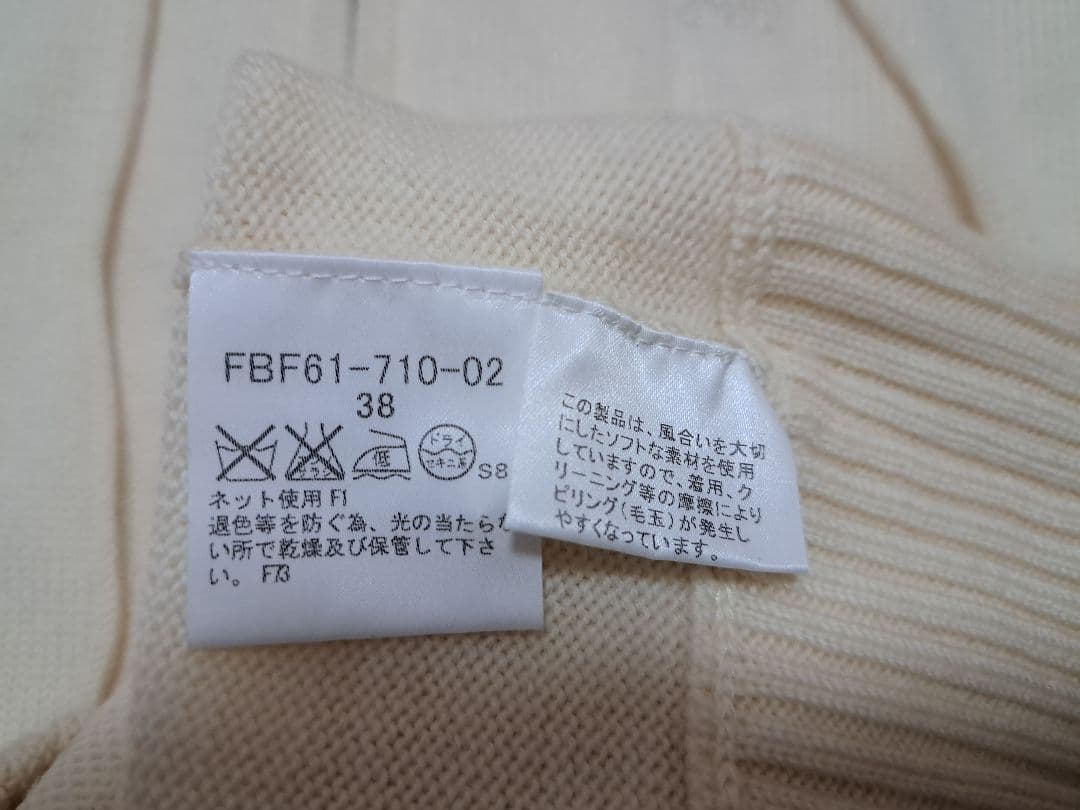 FBF61-710-02
38
低
ドライ
セキユ系
S8
ネット使用 F1
退色等を防ぐ為、光の当たらな
い所で乾燥及び保管して下さ
い。 F73
この製品は、風合いを大切
にしたソフトな素材を使用
していますので、着用、ク
リーニング等の摩擦により
ピリング(毛玉)が発生し
やすくなっています。